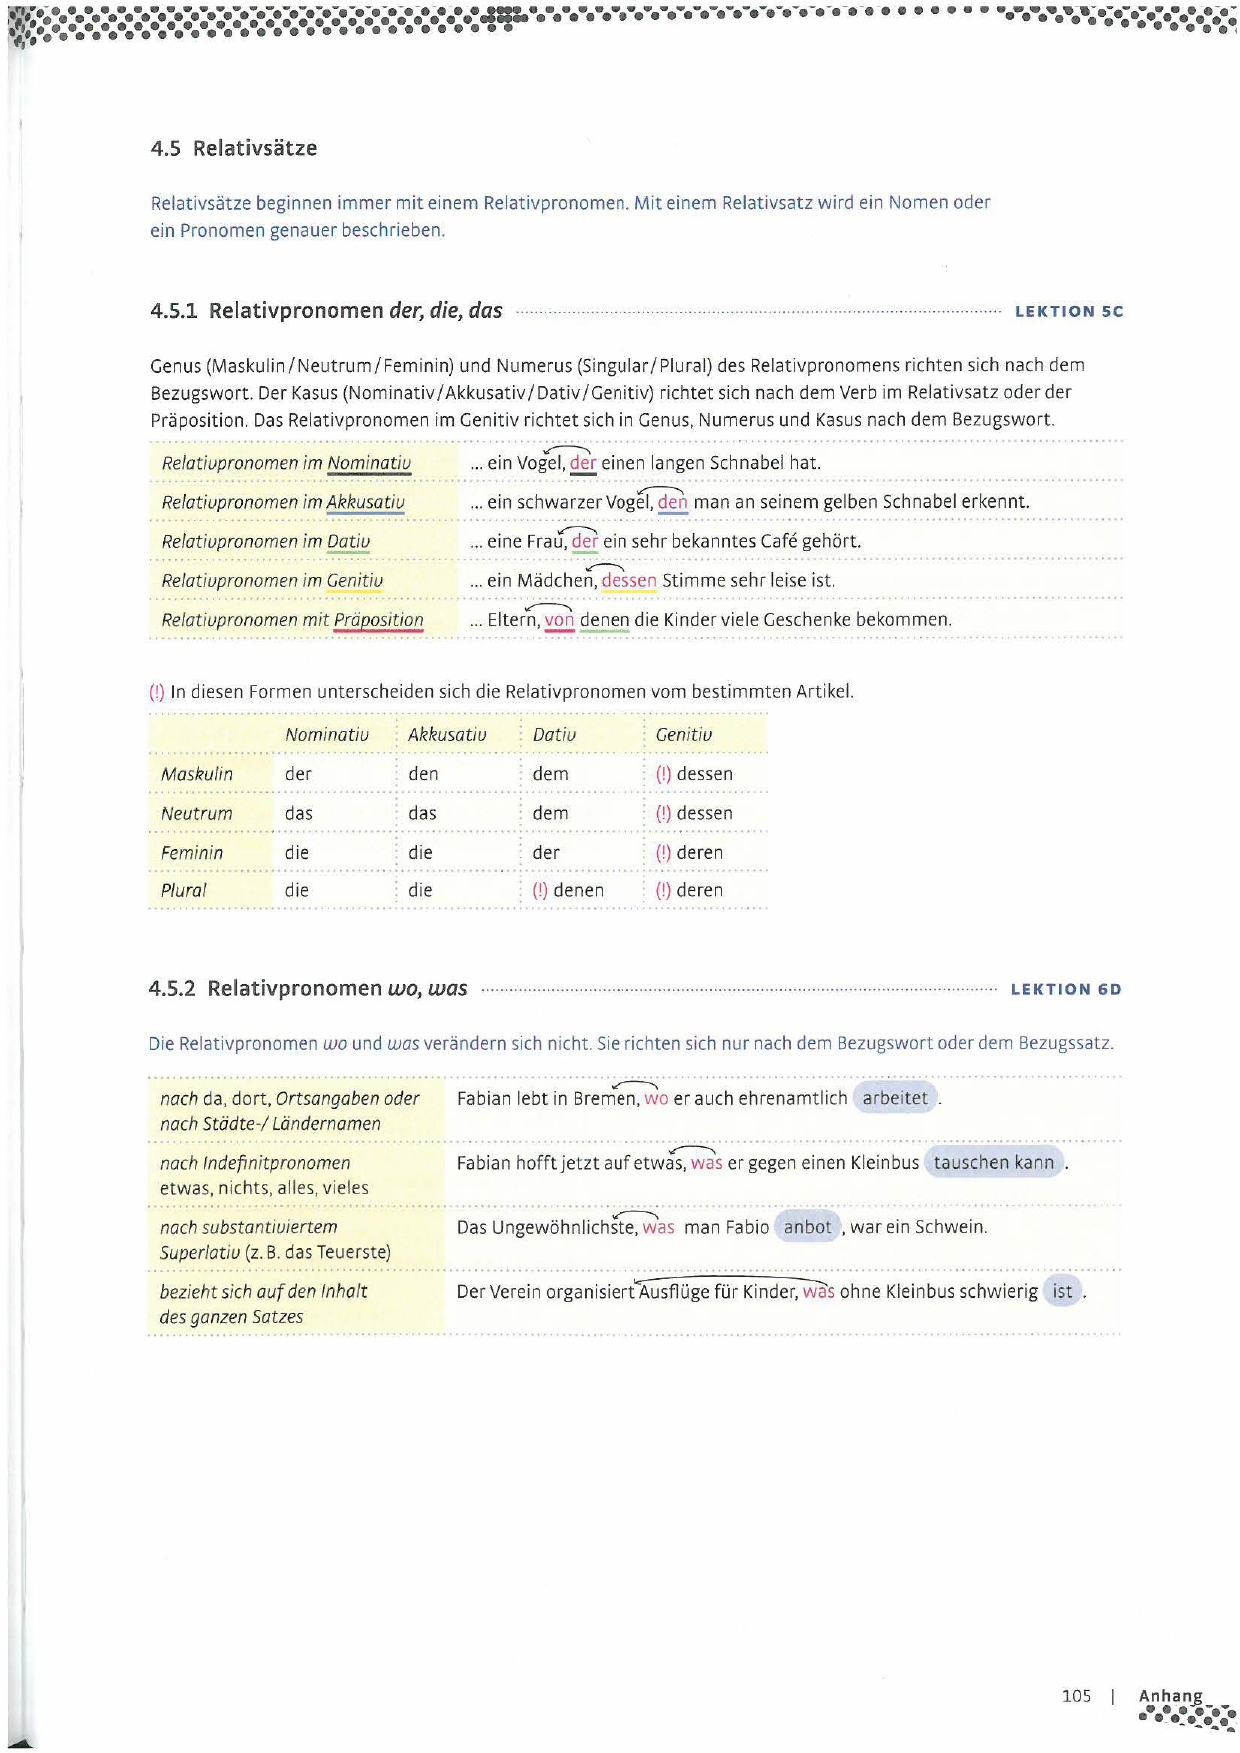 4.5 Relativsätze
Relativsätze beginnen immer mit einem Relativpronomen. Mit einem Relativsatz wird ein Nomen oder
ein Pronomen genauer beschrieben.
4.5.1 Relativpronomen der, die, das LEKTION 5C
Genus (Maskulin/Neutrum/Feminin) und Numerus (Singular/Plural) des Relativpronomens richten sich nach dem
Bezugswort. Der Kasus (Nominativ/Akkusativ/Dativ/Genitiv) richtet sich nach dem Verb im Relativsatz oder der
Präposition. Das Relativpronomen im Genitiv richtet sich in Genus, Numerus und Kasus nach dem Bezugswort.
Relativpronomen im Nominativ ... ein Vogel, der einen langen Schnabel hat.
Relativpronomen im Akkusativ ... ein schwarzer Vogel, den man an seinem gelben Schnabel erkennt.
Relativpronomen im Dativ ... eine Frau, der ein sehr bekanntes Café gehört.
Relativpronomen im Genitiv ... ein Mädchen, dessen Stimme sehr leise ist.
Relativpronomen mit Präposition ... Eltern, von denen die Kinder viele Geschenke bekommen.
(!) In diesen Formen unterscheiden sich die Relativpronomen vom bestimmten Artikel.
Nominativ Akkusativ Dativ Genitiv
Maskulin der den dem (!) dessen
Neutrum das das dem (!) dessen
Feminin die die der (!) deren
Plural die die (!) denen (!) deren
4.5.2 Relativpronomen wo, was LEKTION 6D
Die Relativpronomen wo und was verändern sich nicht. Sie richten sich nur nach dem Bezugswort oder dem Bezugssatz.
nach da, dort, Ortsangaben oder Fabian lebt in Bremen, wo er auch ehrenamtlich arbeitet.
nach Städte-/ Ländernamen
nach Indefinitpronomen Fabian hofft jetzt auf etwas, was er gegen einen Kleinbus tauschen kann.
etwas, nichts, alles, vieles
nach substantiviertem Das Ungewöhnlichste, was man Fabio anbot, war ein Schwein.
Superlativ (z. B. das Teuerste)
bezieht sich auf den Inhalt Der Verein organisiert Ausflüge für Kinder, was ohne Kleinbus schwierig ist.
des ganzen Satzes
105 | Anhang